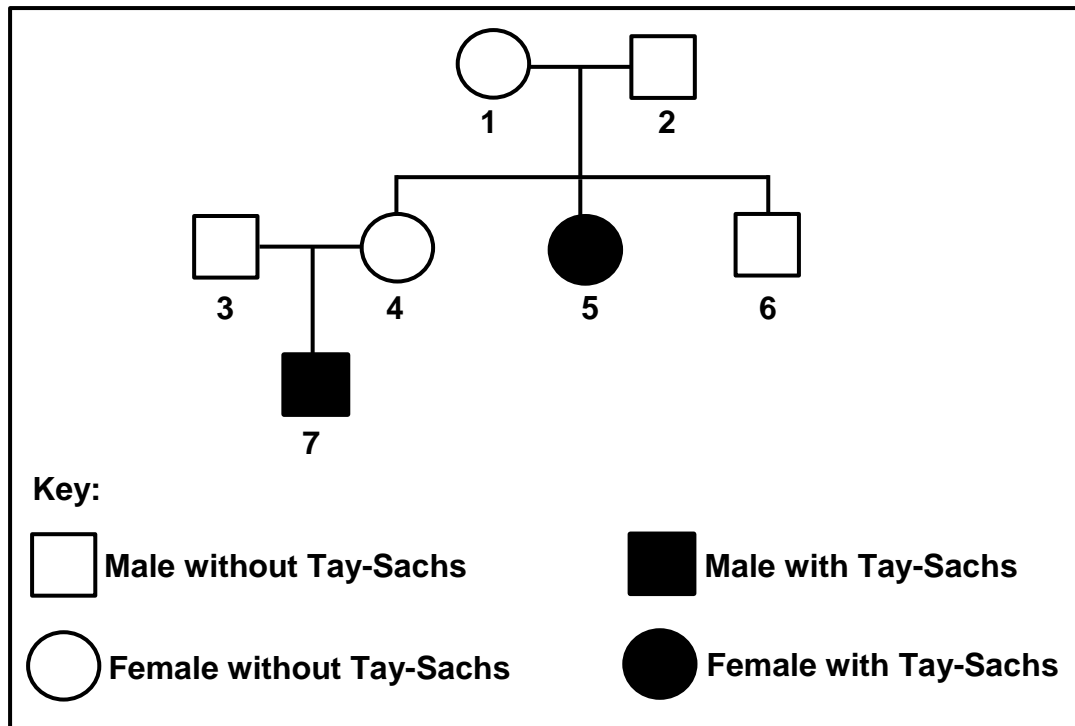 1 2
3 4 5 6
7
Key:
Male without Tay-Sachs Male with Tay-Sachs
Female without Tay-Sachs Female with Tay-Sachs